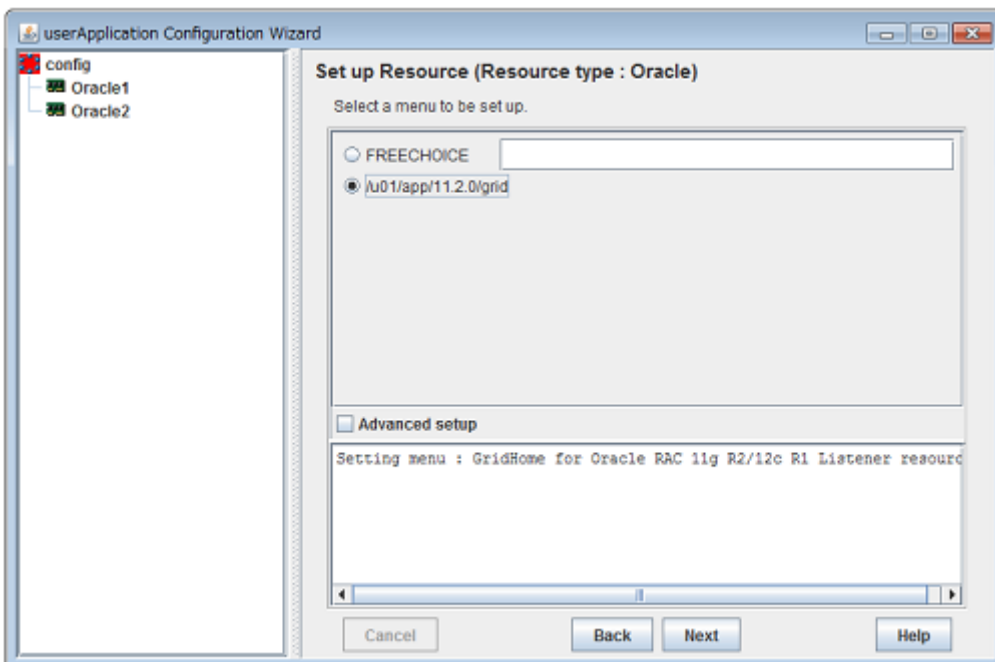 userApplication Configuration Wizard
config
Oracle1
Oracle2
Set up Resource (Resource type : Oracle)
Select a menu to be set up.
FREECHOICE
/u01/app/11.2.0/grid
Advanced setup
Setting menu : GridHome for Oracle RAC 11g R2/12c R1 Listener resourc
Cancel
Back
Next
Help